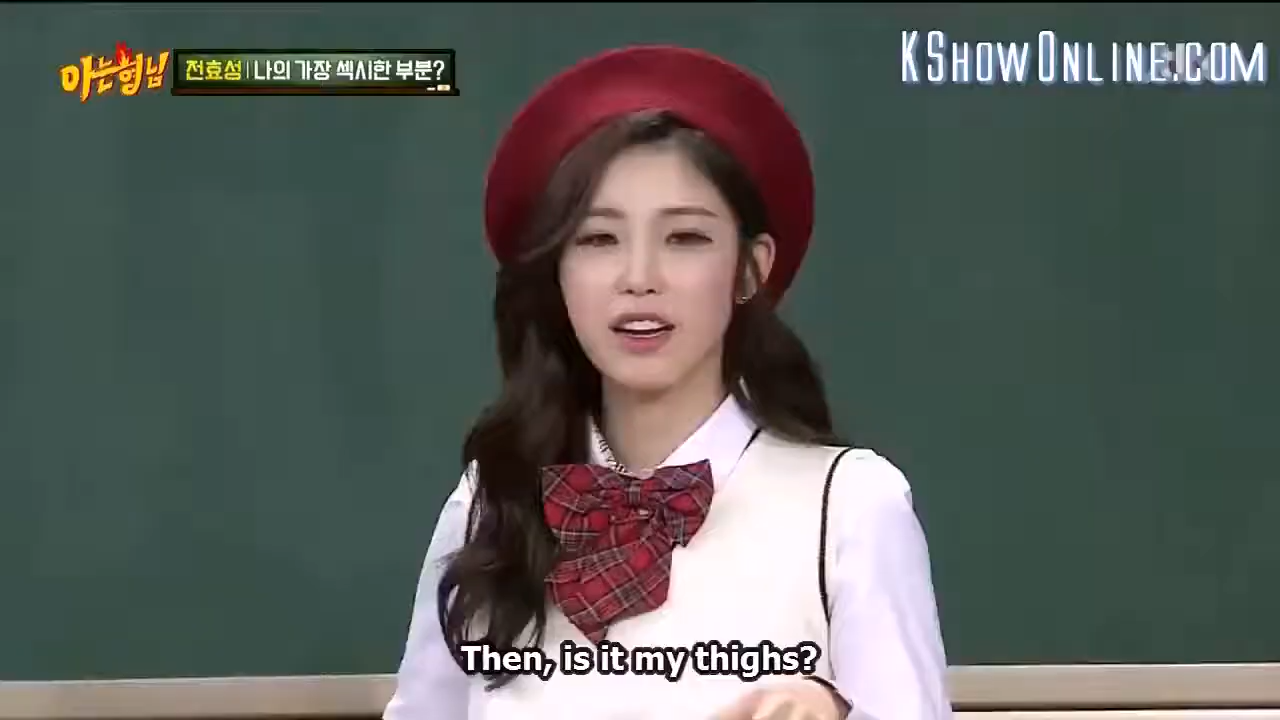 아는형님
전효성 | 나의 가장 섹시한 부분?
KShowOnline.com
Then, is it my thighs?